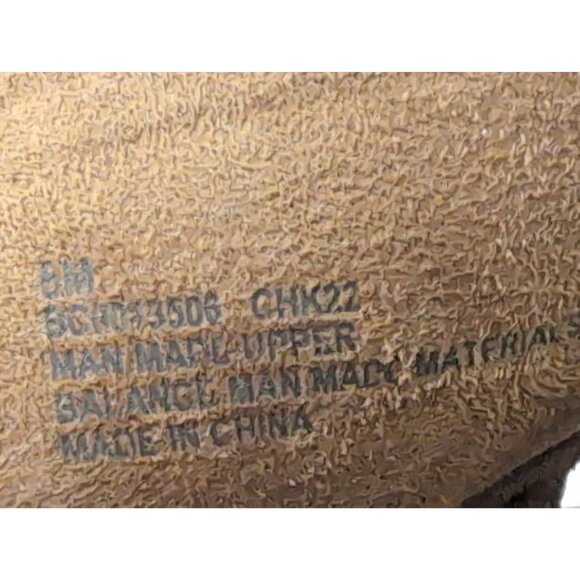 CHK22
MAN MADE UPPER
BALANCE MAN MADE MATERIALS
MADE IN CHINA